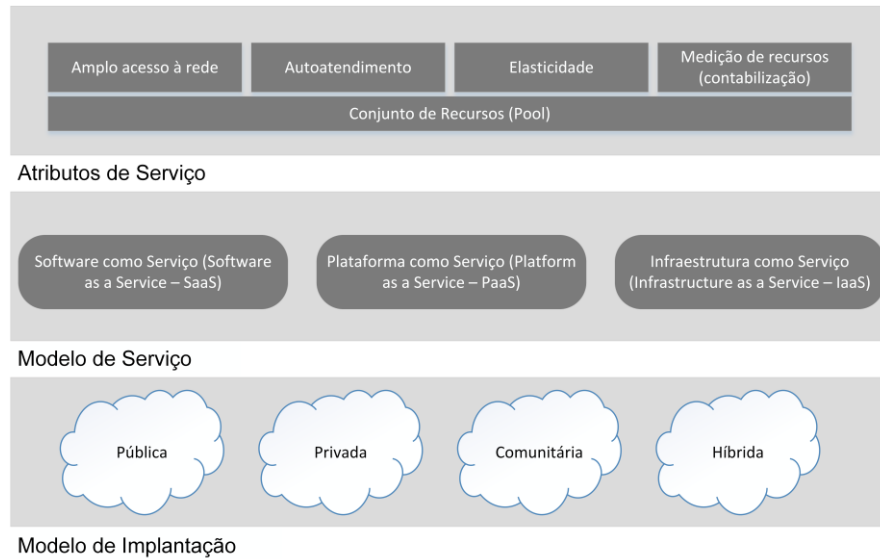 Amplo acesso à rede
Autoatendimento
Elasticidade
Medição de recursos
(contabilização)
Conjunto de Recursos (Pool)
Atributos de Serviço
Software como Serviço (Software
as a Service – SaaS)
Plataforma como Serviço (Platform
as a Service – PaaS)
Infraestrutura como Serviço
(Infrastructure as a Service – IaaS)
Modelo de Serviço
Pública
Privada
Comunitária
Híbrida
Modelo de Implantação